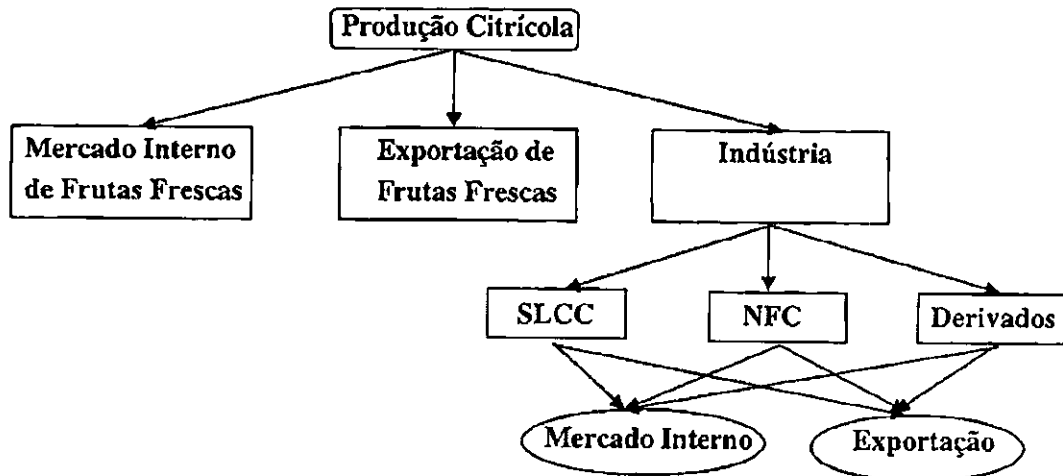 Produção Citrícola
Mercado Interno
de Frutas Frescas
Exportação de
Frutas Frescas
Indústria
SLCC
NFC
Derivados
Mercado Interno
Exportação